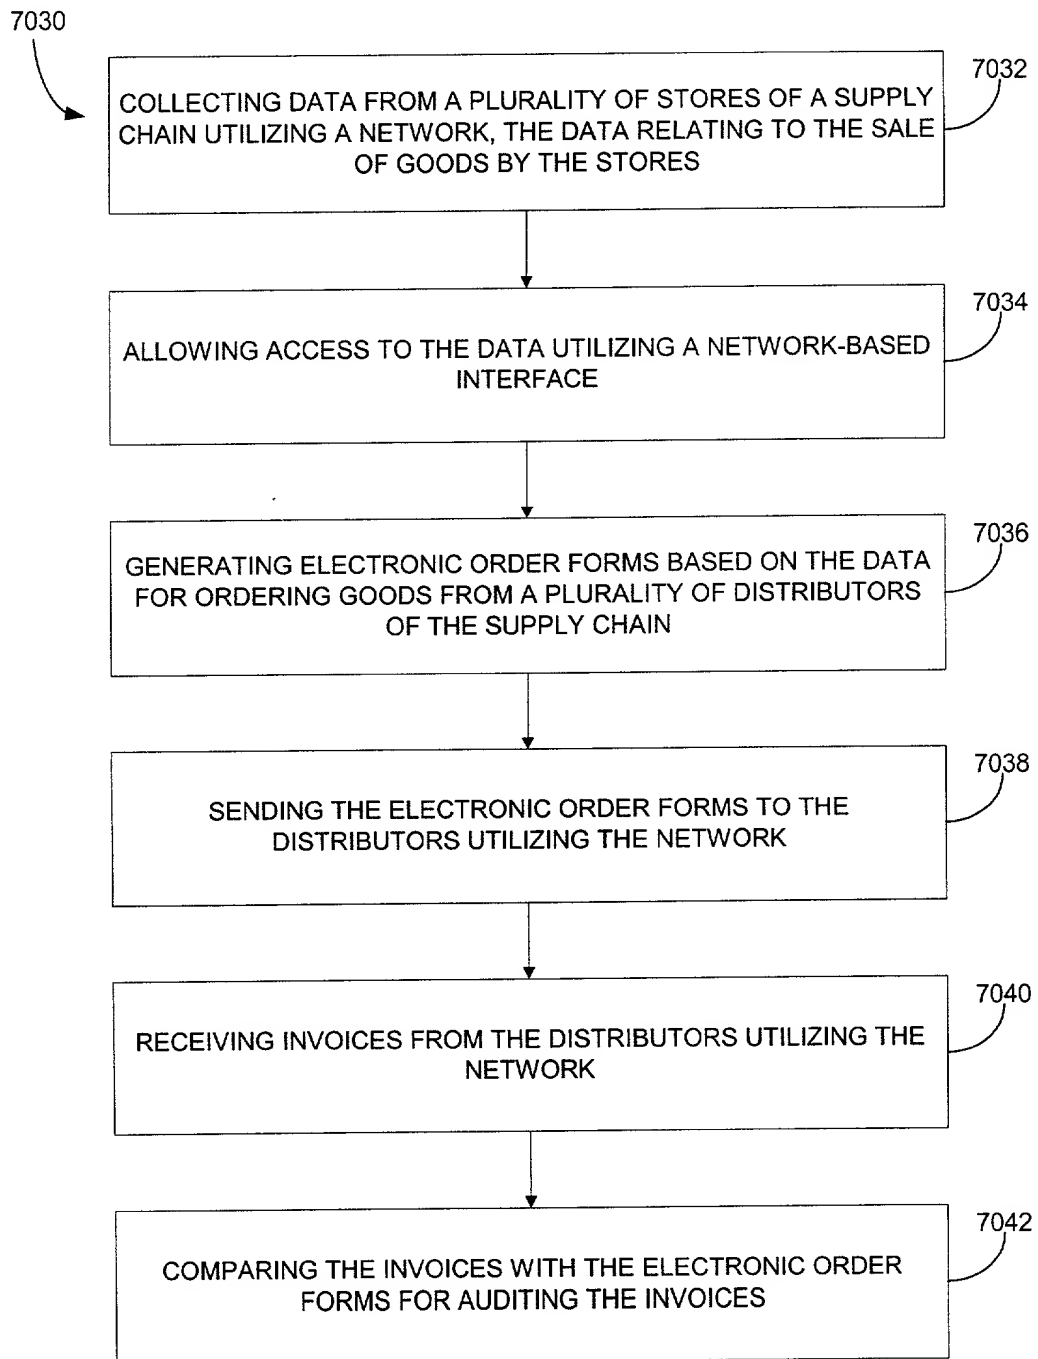 7030
7032
COLLECTING DATA FROM A PLURALITY OF STORES OF A SUPPLY
CHAIN UTILIZING A NETWORK, THE DATA RELATING TO THE SALE
OF GOODS BY THE STORES
7034
ALLOWING ACCESS TO THE DATA UTILIZING A NETWORK-BASED
INTERFACE
7036
GENERATING ELECTRONIC ORDER FORMS BASED ON THE DATA
FOR ORDERING GOODS FROM A PLURALITY OF DISTRIBUTORS
OF THE SUPPLY CHAIN
7038
SENDING THE ELECTRONIC ORDER FORMS TO THE
DISTRIBUTORS UTILIZING THE NETWORK
7040
RECEIVING INVOICES FROM THE DISTRIBUTORS UTILIZING THE
NETWORK
7042
COMPARING THE INVOICES WITH THE ELECTRONIC ORDER
FORMS FOR AUDITING THE INVOICES